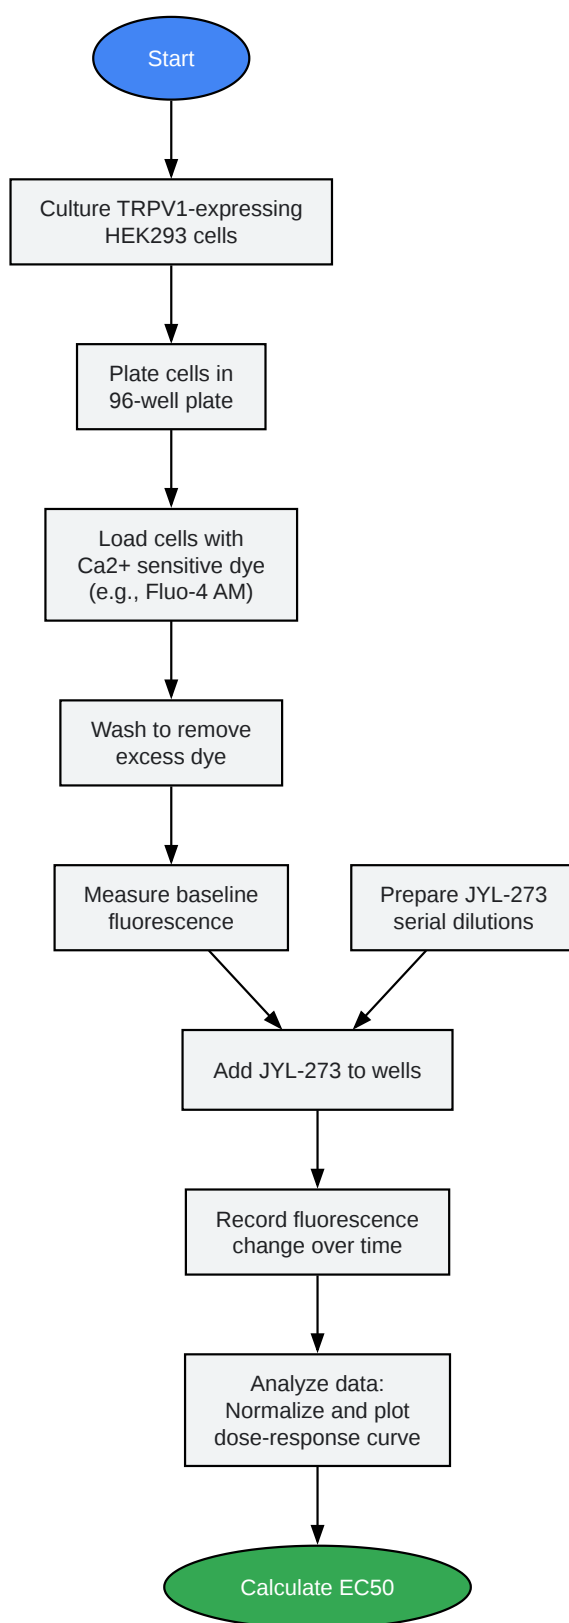 Start
Culture TRPV1-expressing
HEK293 cells
Plate cells in
96-well plate
Load cells with
Ca2+ sensitive dye
(e.g., Fluo-4 AM)
Wash to remove
excess dye
Measure baseline
fluorescence
Prepare JYL-273
serial dilutions
Add JYL-273 to wells
Record fluorescence
change over time
Analyze data:
Normalize and plot
dose-response curve
Calculate EC50